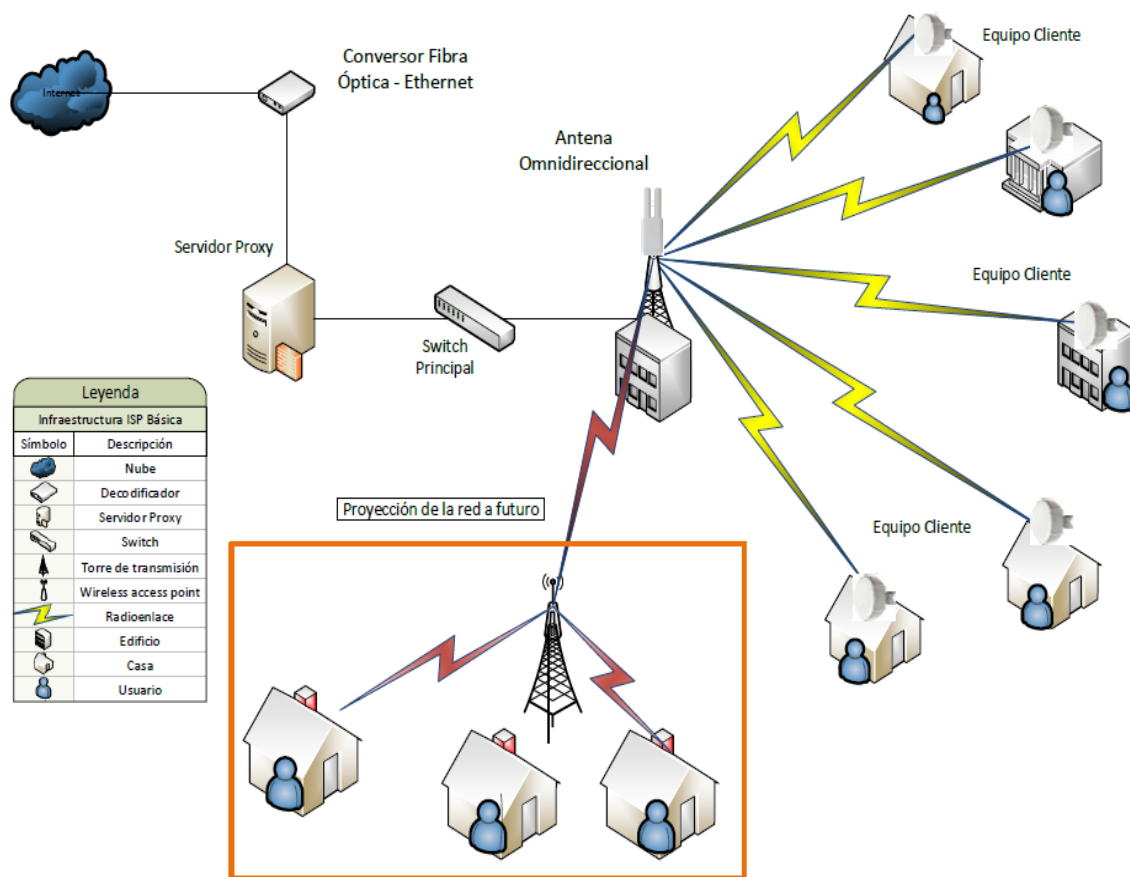 Equipo Cliente
Conversor Fibra
Óptica - Ethernet
Internet
Antena
Omnidireccional
Servidor Proxy
Equipo Cliente
Switch
Principal
Leyenda
Infraestructura ISP Básica
Símbolo Descripción
Nube
Decodificador
Servidor Proxy
Switch
Torre de transmisión
Wireless access point
Radioenlace
Edificio
Casa
Usuario
Proyección de la red a futuro
Equipo Cliente